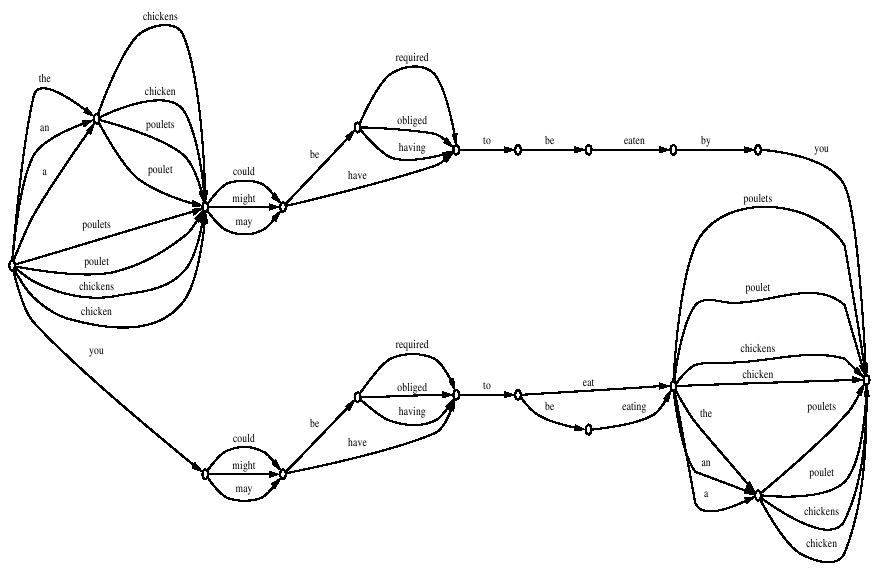 chickens
the
chicken
an
poulets
a
poulet
poulets
poulet
chickens
chicken
you
could
might
may
be
have
required
obliged
having
to
be
eaten
by
you
could
might
may
be
have
required
obliged
having
to
eat
be
eating
poulets
poulet
chickens
chicken
the
an
a
poulets
poulet
chickens
chicken